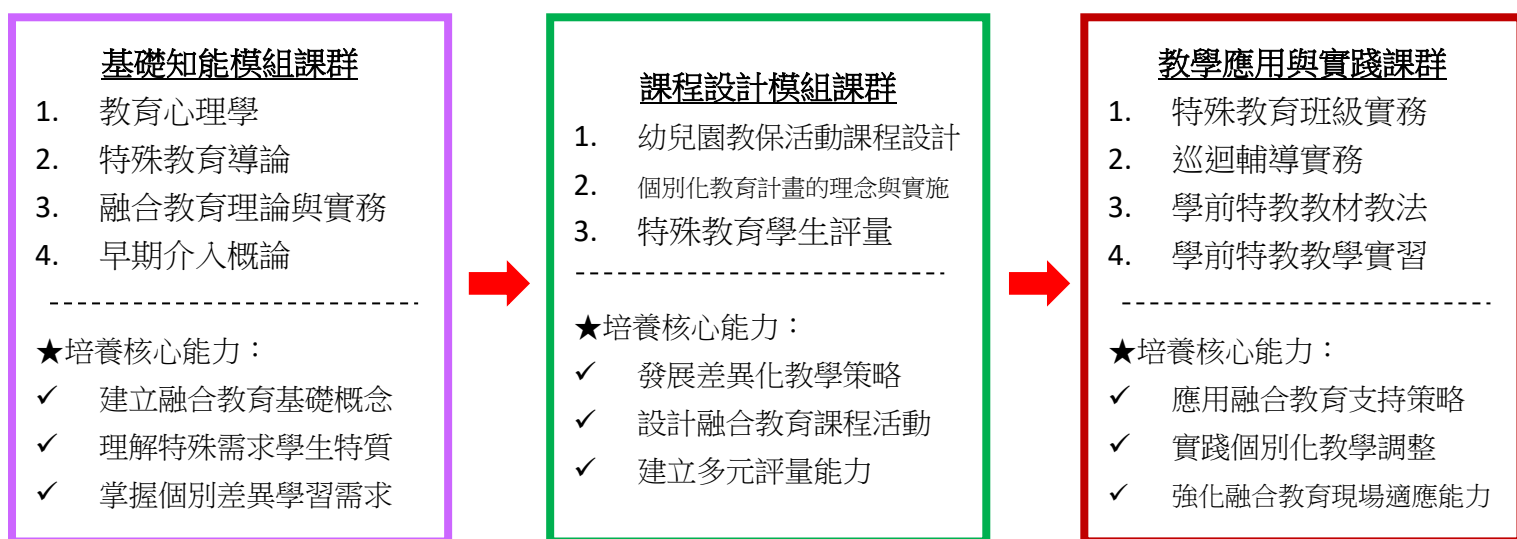 基礎知能模組課群
1. 教育心理學
2. 特殊教育導論
3. 融合教育理論與實務
4. 早期介入概論
★培養核心能力：
✓ 建立融合教育基礎概念
✓ 理解特殊需求學生特質
✓ 掌握個別差異學習需求
課程設計模組課群
1. 幼兒園教保活動課程設計
2. 個別化教育計畫的理念與實施
3. 特殊教育學生評量
★培養核心能力：
✓ 發展差異化教學策略
✓ 設計融合教育課程活動
✓ 建立多元評量能力
教學應用與實踐課群
1. 特殊教育班級實務
2. 巡迴輔導實務
3. 學前特教教材教法
4. 學前特教教學實習
★培養核心能力：
✓ 應用融合教育支持策略
✓ 實踐個別化教學調整
✓ 強化融合教育現場適應能力